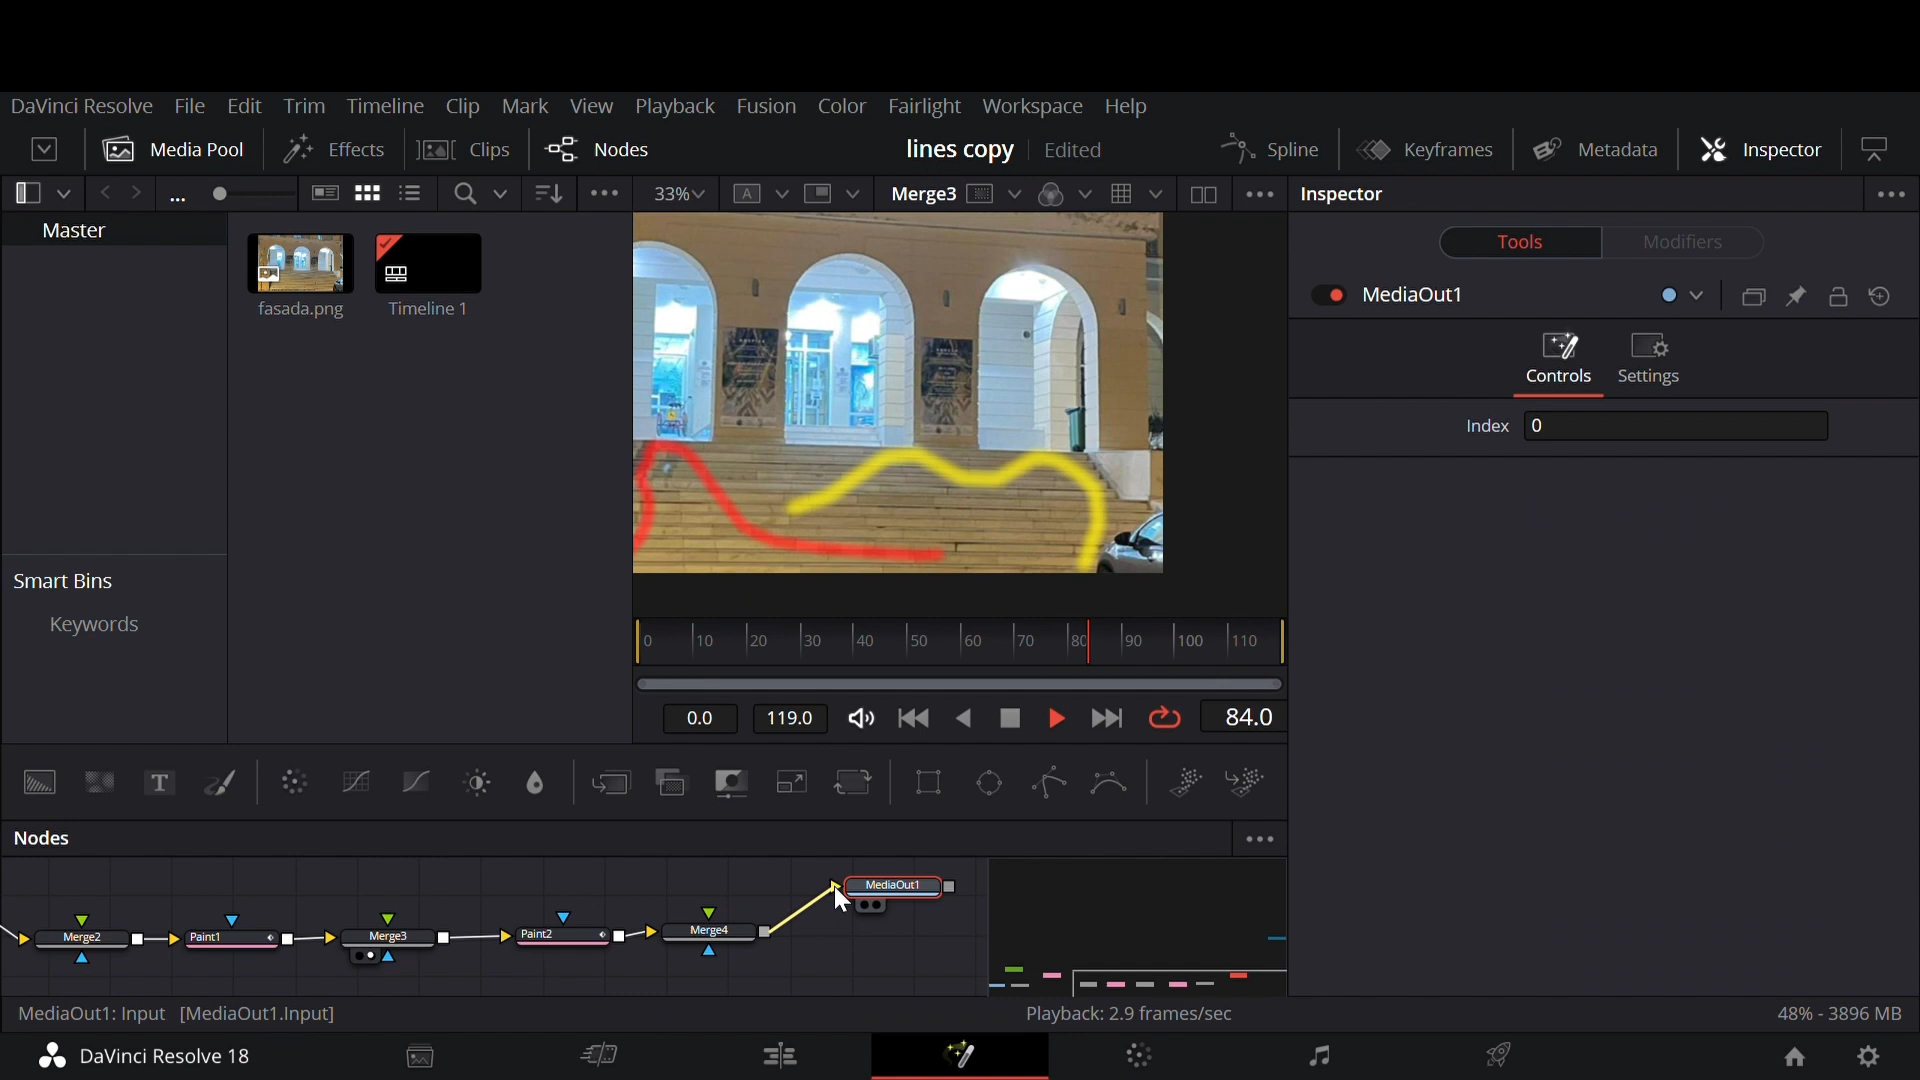 DaVinci Resolve File Edit Trim Timeline Clip Mark View Playback Fusion Color Fairlight Workspace Help
Media Pool Effects Clips Nodes lines copy Edited Spline Keyframes Metadata Inspector
... 33% A Merge3 Inspector
Master
Tools Modifiers
fasada.png Timeline 1
MediaOut1
Controls Settings
Index 0
Smart Bins
Keywords
0 10 20 30 40 50 60 70 80 90 100 110
0.0 119.0 84.0
T
Nodes
MediaOut1
Merge2 Paint1 Merge3 Paint2 Merge4
MediaOut1: Input [MediaOut1.Input] Playback: 2.9 frames/sec 48% - 3896 MB
DaVinci Resolve 18